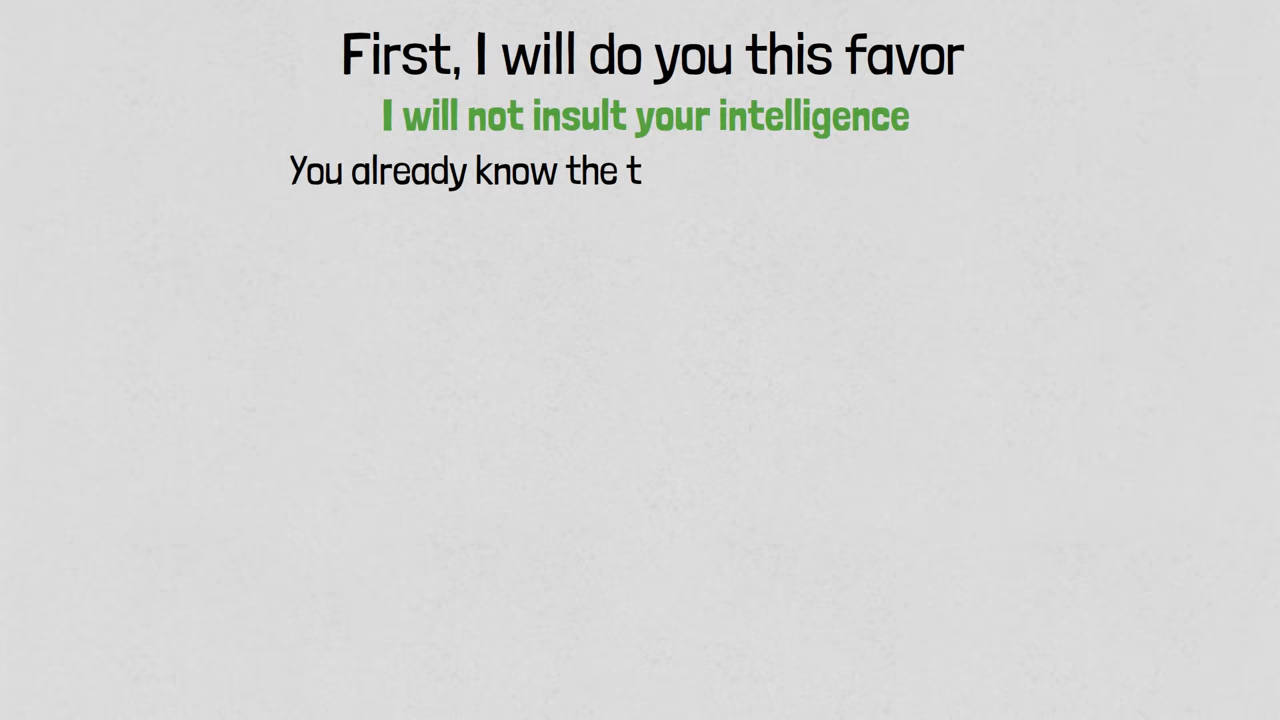 First, I will do you this favor
I will not insult your intelligence
You already know the t